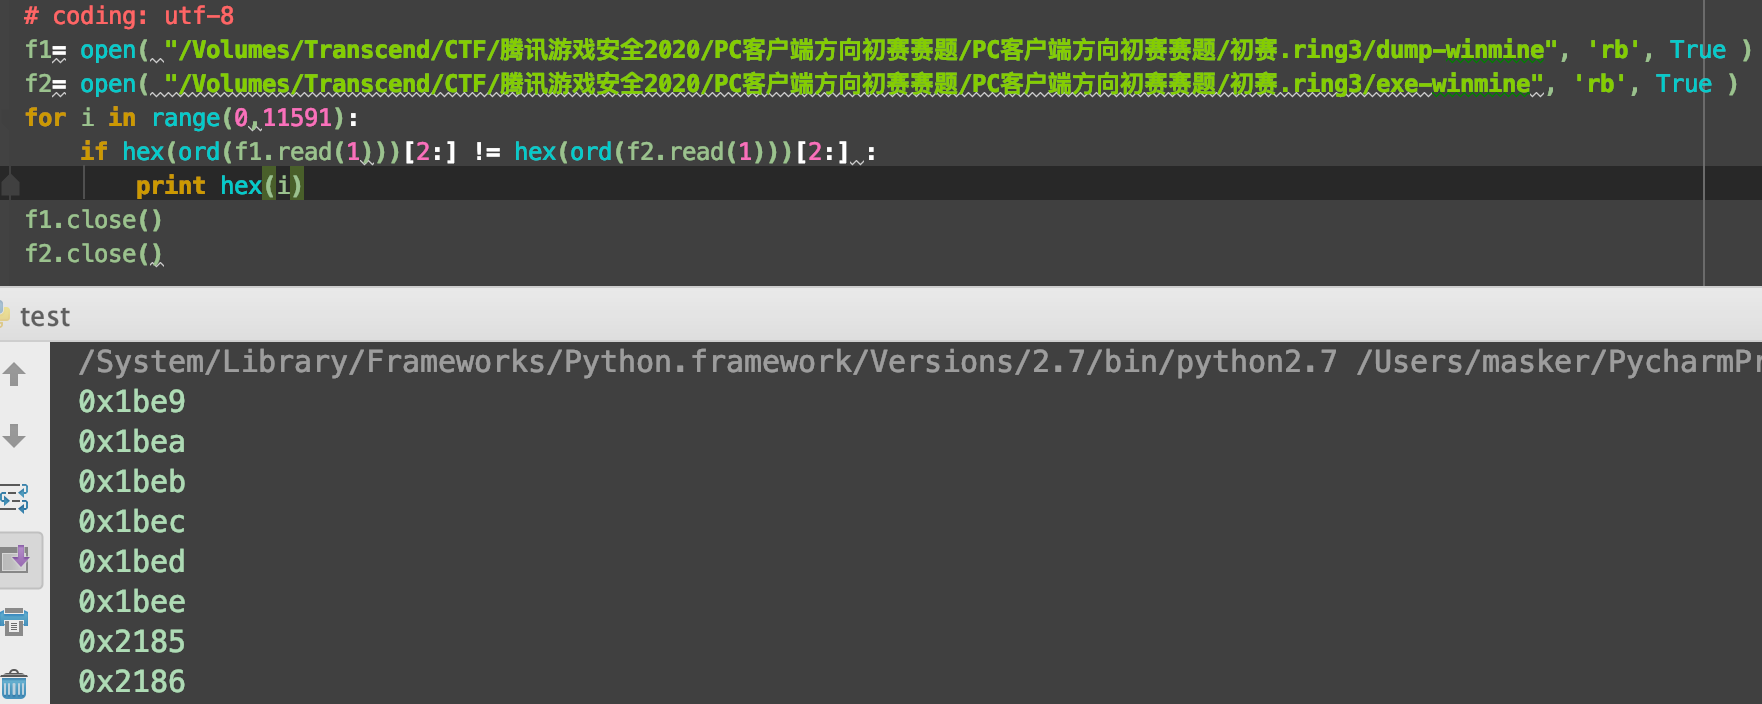 # coding: utf-8
f1= open( "/Volumes/Transcend/CTF/腾讯游戏安全2020/PC客户端方向初赛赛题/PC客户端方向初赛赛题/初赛.ring3/dump-winmine", 'rb', True )
f2= open( "/Volumes/Transcend/CTF/腾讯游戏安全2020/PC客户端方向初赛赛题/PC客户端方向初赛赛题/初赛.ring3/exe-winmine", 'rb', True )
for i in range(0,11591):
    if hex(ord(f1.read(1)))[2:] != hex(ord(f2.read(1)))[2:] :
        print hex(i)
f1.close()
f2.close()
test
/System/Library/Frameworks/Python.framework/Versions/2.7/bin/python2.7 /Users/masker/PycharmPr
0x1be9
0x1bea
0x1beb
0x1bec
0x1bed
0x1bee
0x2185
0x2186